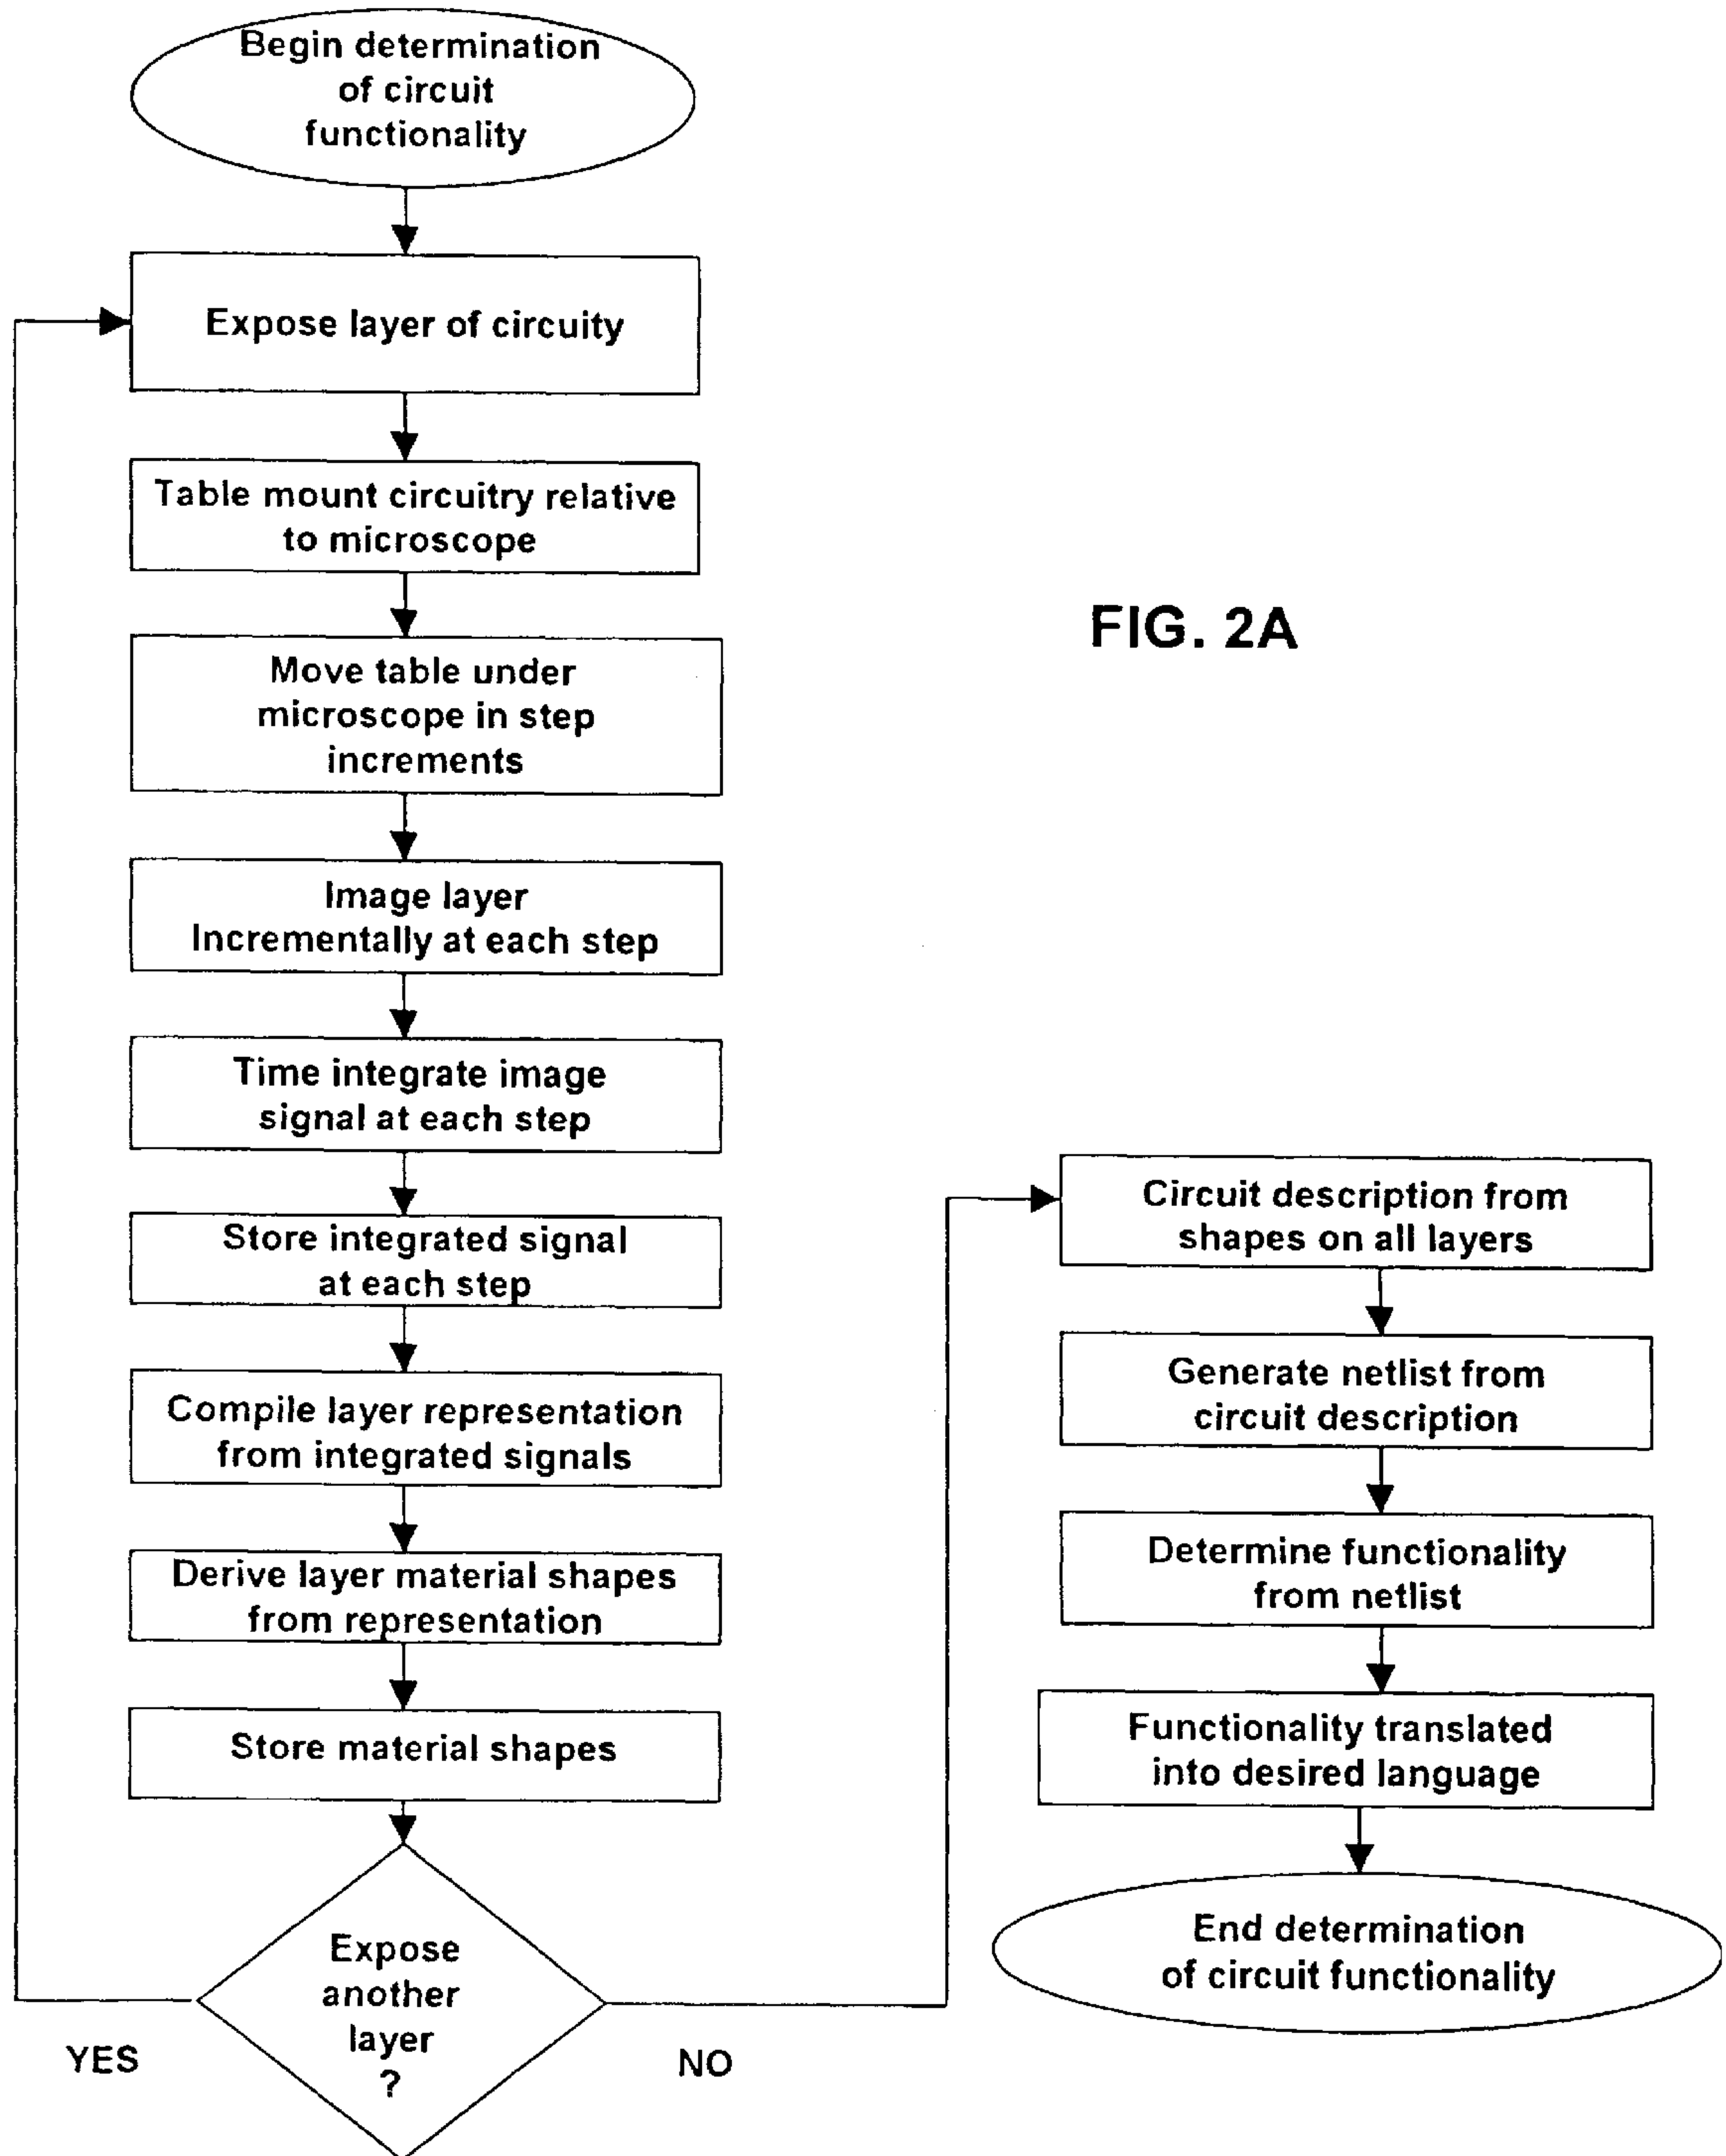 Begin determination
of circuit
functionality
Expose layer of circuity
Table mount circuitry relative
to microscope
Move table under
microscope in step
increments
Image layer
Incrementally at each step
Time integrate image
signal at each step
Store integrated signal
at each step
Compile layer representation
from integrated signals
Derive layer material shapes
from representation
Store material shapes
Expose
another
layer
?
YES
NO
FIG. 2A
Circuit description from
shapes on all layers
Generate netlist from
circuit description
Determine functionality
from netlist
Functionality translated
into desired language
End determination
of circuit functionality